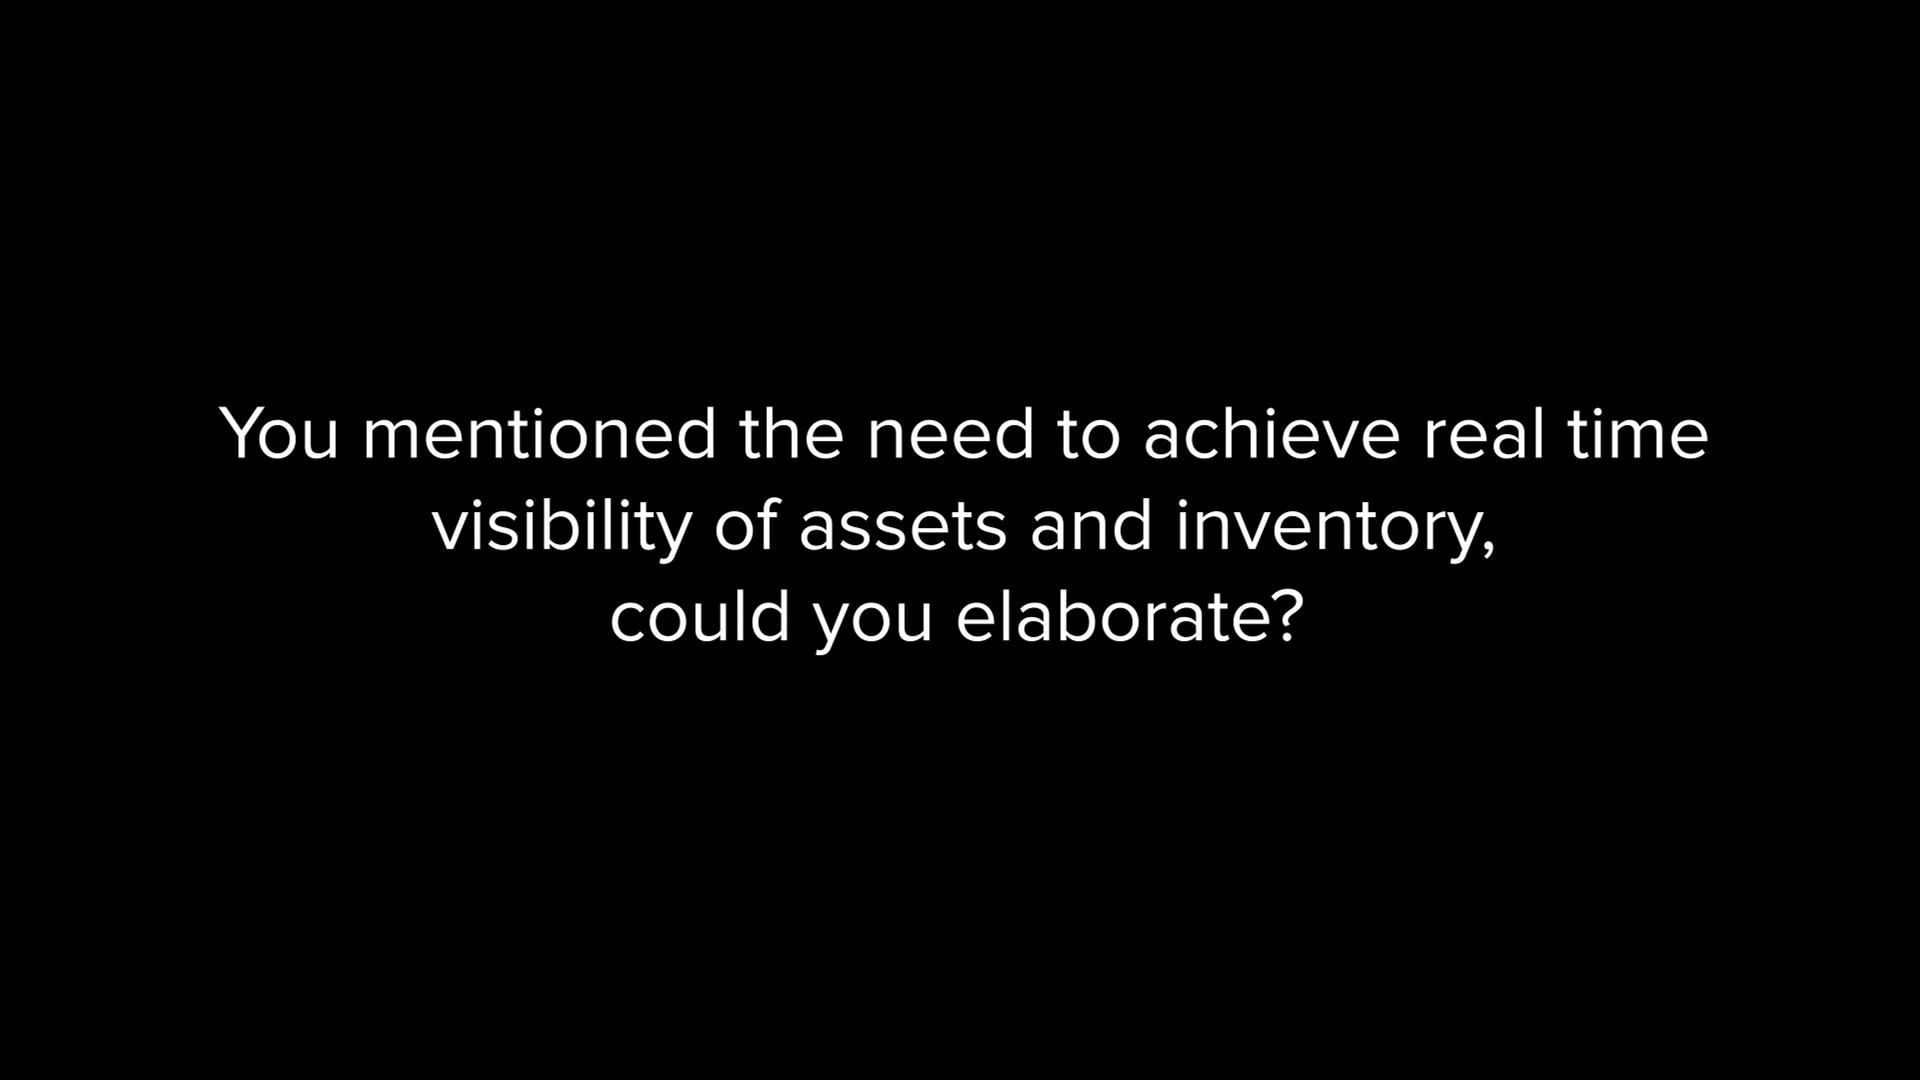 You mentioned the need to achieve real time
visibility of assets and inventory,
could you elaborate?